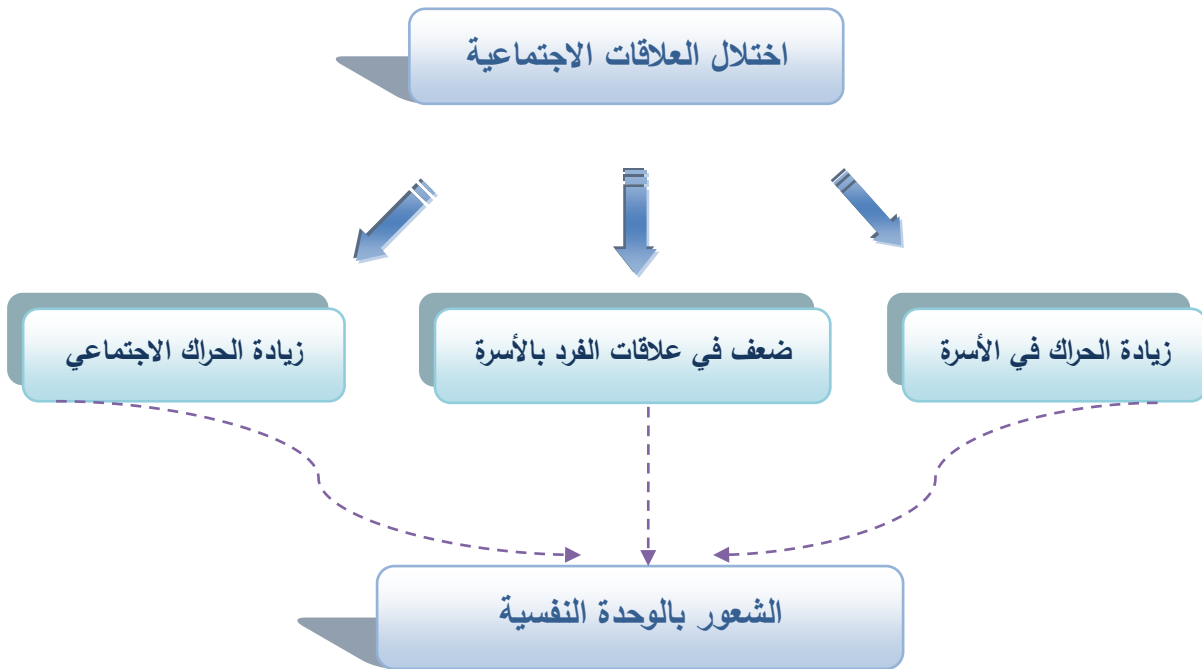 اختلال العلاقات الاجتماعية
زيادة الحراك في الأسرة
ضعف في علاقات الفرد بالأسرة
زيادة الحراك الاجتماعي
الشعور بالوحدة النفسية